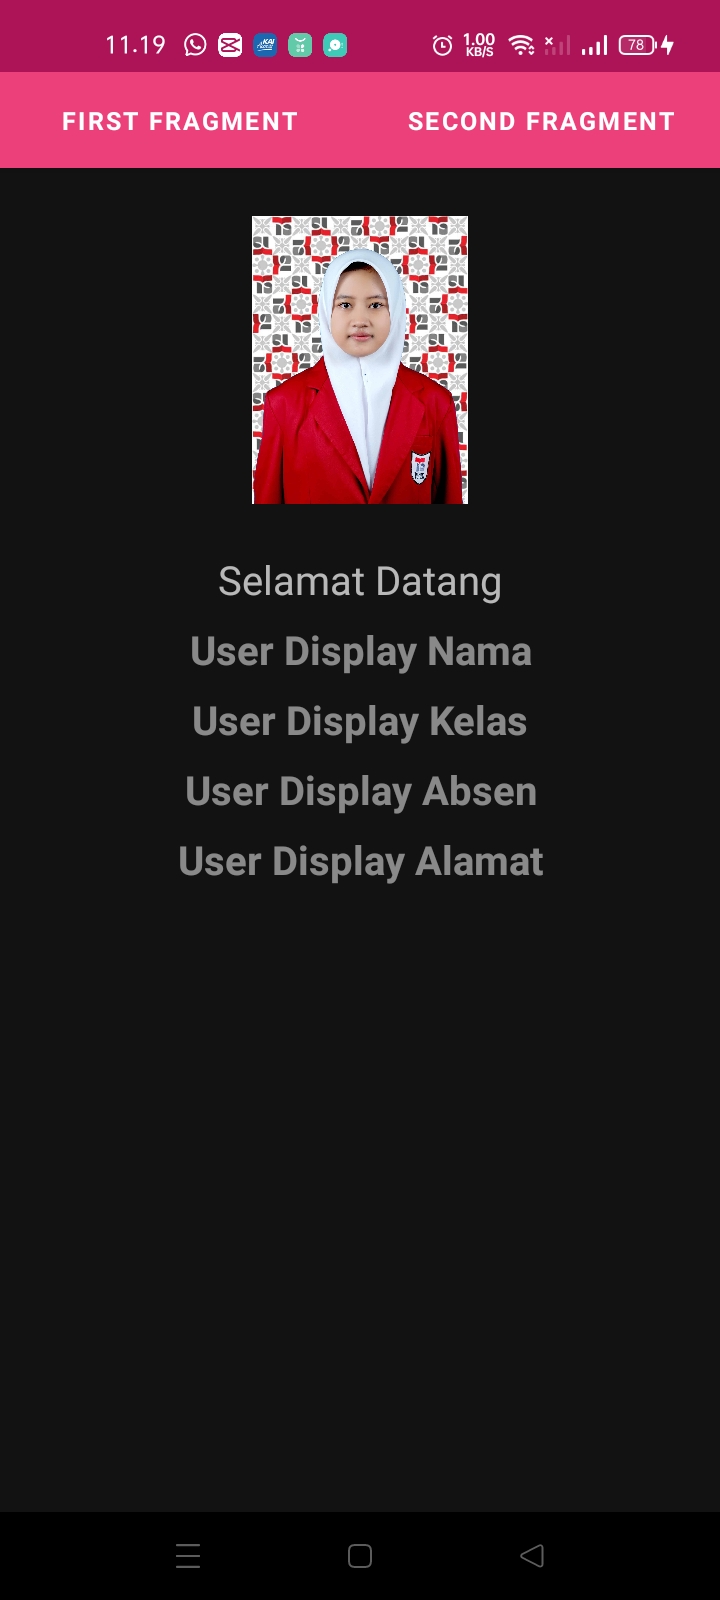 11.19
1.00
KB/S
78
FIRST FRAGMENT
SECOND FRAGMENT
Selamat Datang
User Display Nama
User Display Kelas
User Display Absen
User Display Alamat